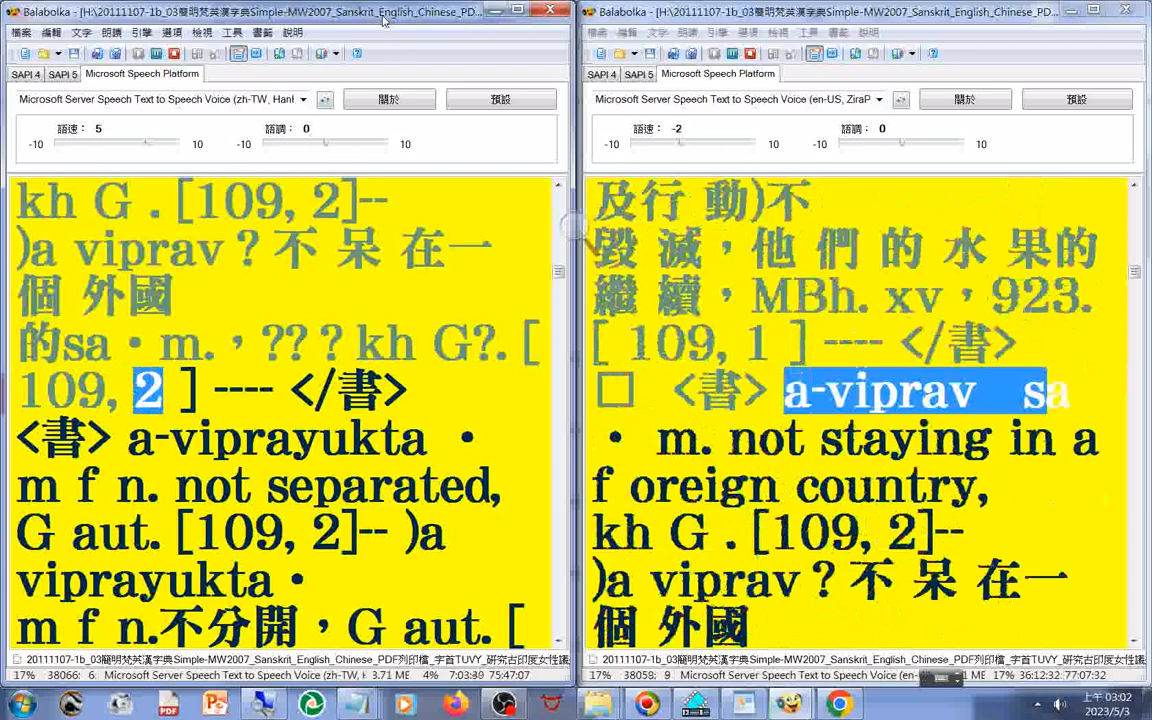 Balabolka - [H:\20111107-1b_03簡明梵英漢字典Simple-MW2007_Sanskrit_English_Chinese_PD...
檔案 編輯 文字 朗讀 引擎 選項 檢視 工具 書籤 說明
SAPI 4 SAPI 5 Microsoft Speech Platform
Microsoft Server Speech Text to Speech Voice (zh-TW, HanI
關於 預設
語速： 5 語調： 0
-10 10 -10 10
kh G . [109, 2]--
)a viprav？不 呆 在一
個 外國
的sa・m.，???？kh G?. [
109, 2 ] ---- </書>
<書> a-viprayukta ・
m f n. not separated,
G aut. [109, 2]-- )a
viprayukta・
m f n.不分開，G aut. [
20111107-1b_03簡明梵英漢字典Simple-MW2007_Sanskrit_English_Chinese_PDF列印檔_字首TUVY_研究古印度女性議
17% 38066: 6: Microsoft Server Speech Text to Speech Voice (zh-TW, 3.71 ME 4% 7:03:39 75:47:07
Balabolka - [H:\20111107-1b_03簡明梵英漢字典Simple-MW2007_Sanskrit_English_Chinese_PDF...
檔案 編輯 文字 朗讀 引擎 選項 檢視 工具 書籤 說明
SAPI 4 SAPI 5 Microsoft Speech Platform
Microsoft Server Speech Text to Speech Voice (en-US, ZiraP
關於 預設
語速： -2 語調： 0
-10 10 -10 10
及行 動)不
毀 滅，他 們 的 水 果的
繼 續，MBh. xv，923.
[ 109, 1 ] ---- </書>
□ <書> a-viprav sa
・ m. not staying in a
f oreign country,
kh G . [109, 2]--
)a viprav？不 呆 在一
個 外國
20111107-1b_03簡明梵英漢字典Simple-MW2007_Sanskrit_English_Chinese_PDF列印檔_字首TUVY_研究古印度女性議
17% 38058: 9: Microsoft Server Speech Text to Speech Voice ME 17% 36:12:32:77:07:32
上午 03:02
2023/5/3